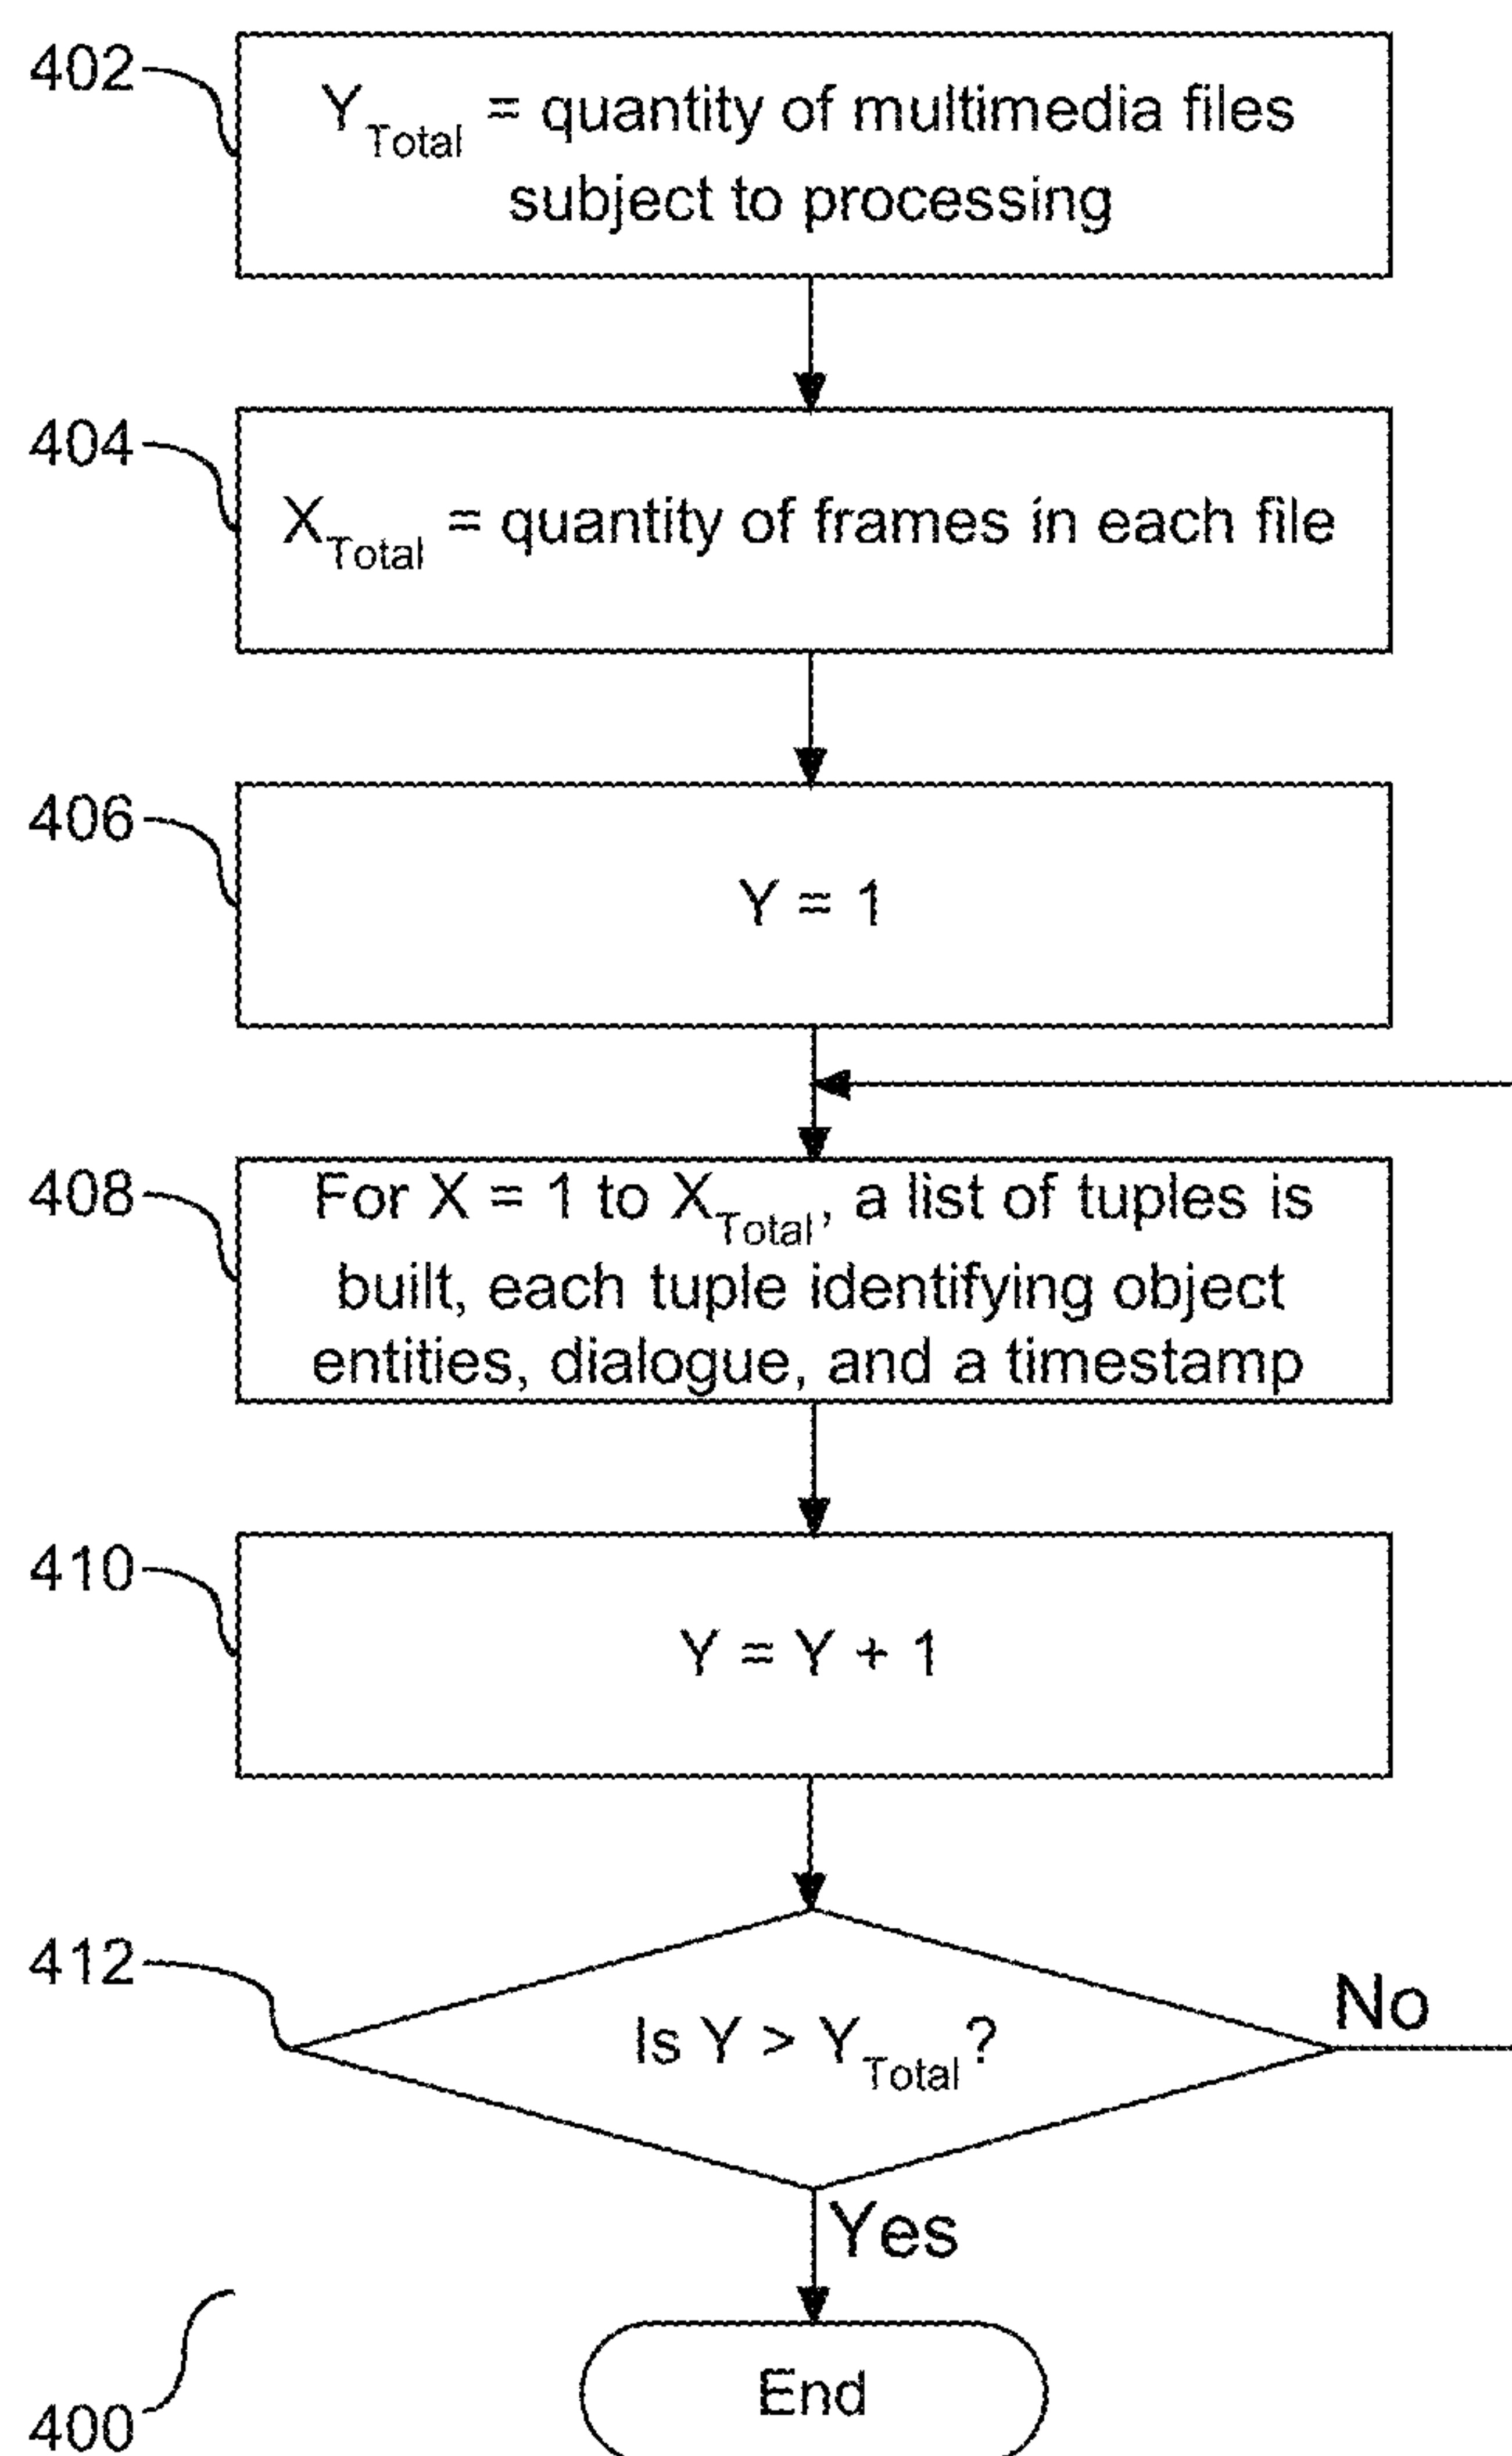 402
Y_Total = quantity of multimedia files
subject to processing
404
X_Total = quantity of frames in each file
406
Y = 1
408
For X = 1 to X_Total, a list of tuples is
built, each tuple identifying object
entities, dialogue, and a timestamp
410
Y = Y + 1
412
Is Y > Y_Total?
No
Yes
End
400